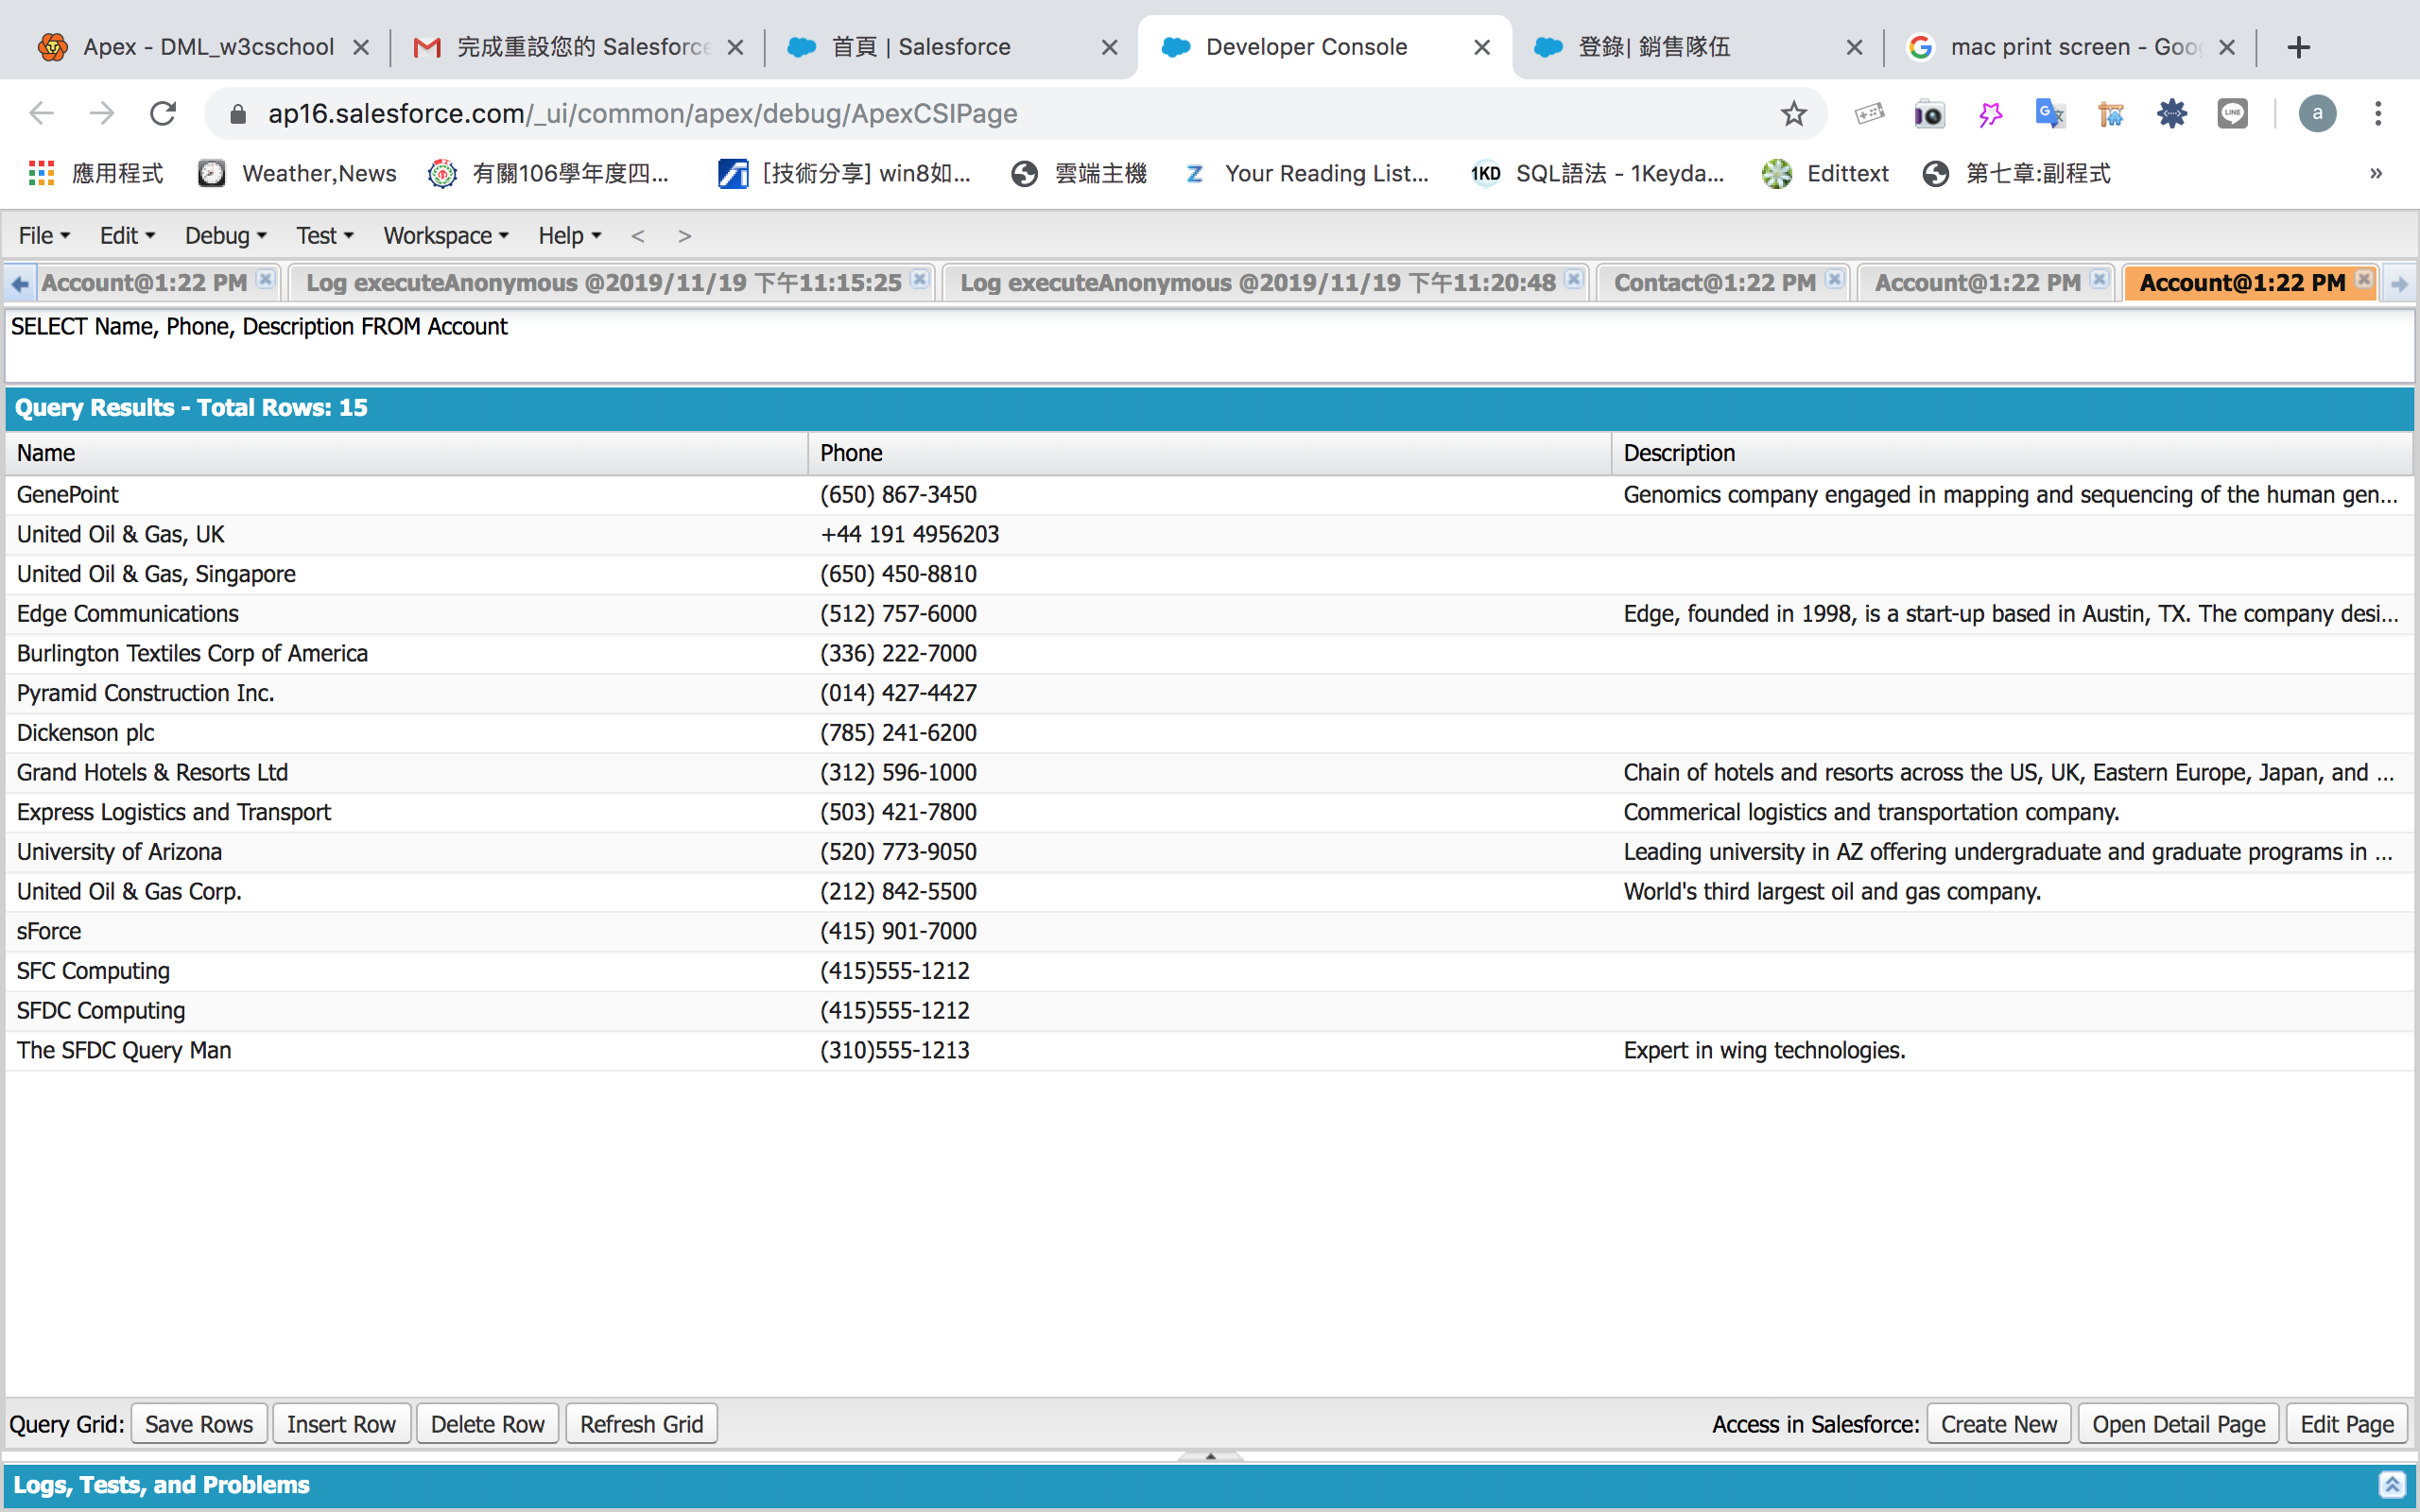 Apex - DML_w3cschool
完成重設您的 Salesforce
首頁 | Salesforce
Developer Console
登錄| 銷售隊伍
mac print screen - Goo
ap16.salesforce.com/_ui/common/apex/debug/ApexCSIPage
a
應用程式
Weather,News
有關106學年度四...
[技術分享] win8如...
雲端主機
Z Your Reading List...
1KD SQL語法 - 1Keyda...
Edittext
第七章:副程式
»
File Edit Debug Test Workspace Help < >
Account@1:22 PM
Log executeAnonymous @2019/11/19 下午11:15:25
Log executeAnonymous @2019/11/19 下午11:20:48
Contact@1:22 PM
Account@1:22 PM
Account@1:22 PM
SELECT Name, Phone, Description FROM Account
Query Results - Total Rows: 15
Name Phone Description
GenePoint (650) 867-3450 Genomics company engaged in mapping and sequencing of the human gen...
United Oil & Gas, UK +44 191 4956203
United Oil & Gas, Singapore (650) 450-8810
Edge Communications (512) 757-6000 Edge, founded in 1998, is a start-up based in Austin, TX. The company desi...
Burlington Textiles Corp of America (336) 222-7000
Pyramid Construction Inc. (014) 427-4427
Dickenson plc (785) 241-6200
Grand Hotels & Resorts Ltd (312) 596-1000 Chain of hotels and resorts across the US, UK, Eastern Europe, Japan, and ...
Express Logistics and Transport (503) 421-7800 Commerical logistics and transportation company.
University of Arizona (520) 773-9050 Leading university in AZ offering undergraduate and graduate programs in ...
United Oil & Gas Corp. (212) 842-5500 World's third largest oil and gas company.
sForce (415) 901-7000
SFC Computing (415)555-1212
SFDC Computing (415)555-1212
The SFDC Query Man (310)555-1213 Expert in wing technologies.
Query Grid: Save Rows Insert Row Delete Row Refresh Grid Access in Salesforce: Create New Open Detail Page Edit Page
Logs, Tests, and Problems